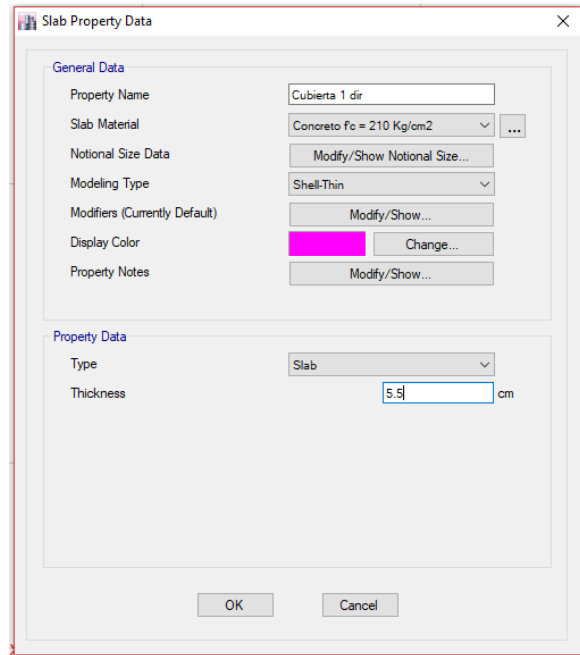 Slab Property Data
General Data
Property Name Cubierta 1 dir
Slab Material Concreto f'c = 210 Kg/cm2 ...
Notional Size Data Modify/Show Notional Size...
Modeling Type Shell-Thin
Modifiers (Currently Default) Modify/Show...
Display Color Change...
Property Notes Modify/Show...
Property Data
Type Slab
Thickness 5.5 cm
OK Cancel